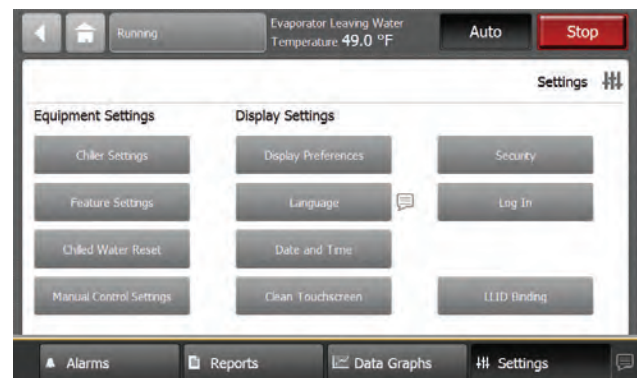 Running
Evaporator Leaving Water
Temperature 49.0 °F
Auto
Stop
Settings
Equipment Settings
Display Settings
Chiller Settings
Display Preferences
Security
Feature Settings
Language
Log In
Chilled Water Reset
Date and Time
Manual Control Settings
Clean Touchscreen
LLID Binding
Alarms
Reports
Data Graphs
Settings